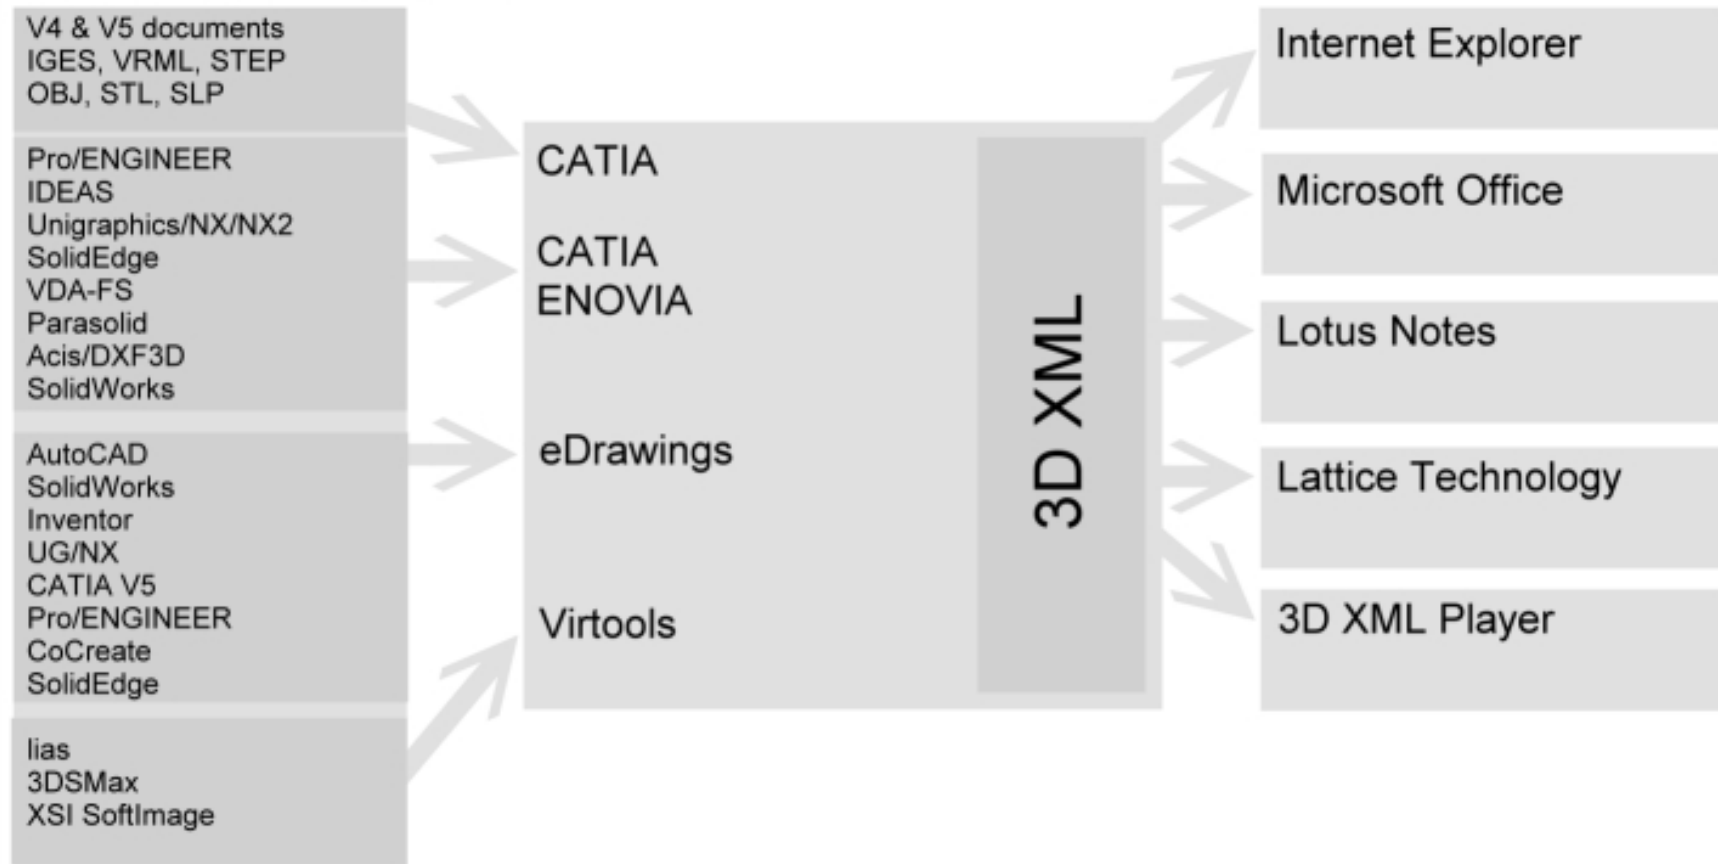 V4 & V5 documents
IGES, VRML, STEP
OBJ, STL, SLP
Pro/ENGINEER
IDEAS
Unigraphics/NX/NX2
SolidEdge
VDA-FS
Parasolid
Acis/DXF3D
SolidWorks
AutoCAD
SolidWorks
Inventor
UG/NX
CATIA V5
Pro/ENGINEER
CoCreate
SolidEdge
lias
3DSMax
XSI SoftImage
CATIA
CATIA
ENOVIA
eDrawings
Virtools
3D XML
Internet Explorer
Microsoft Office
Lotus Notes
Lattice Technology
3D XML Player